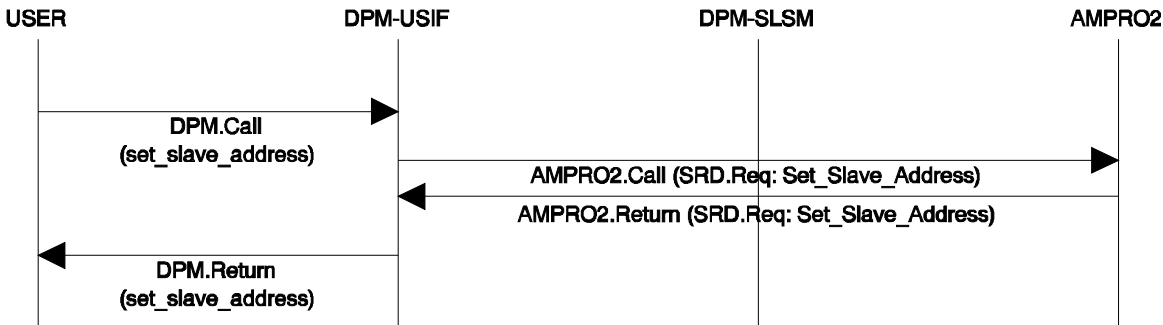 USER DPM-USIF DPM-SLSM AMPRO2
DPM.Call
(set_slave_address)
AMPRO2.Call (SRD.Req: Set_Slave_Address)
AMPRO2.Return (SRD.Req: Set_Slave_Address)
DPM.Return
(set_slave_address)